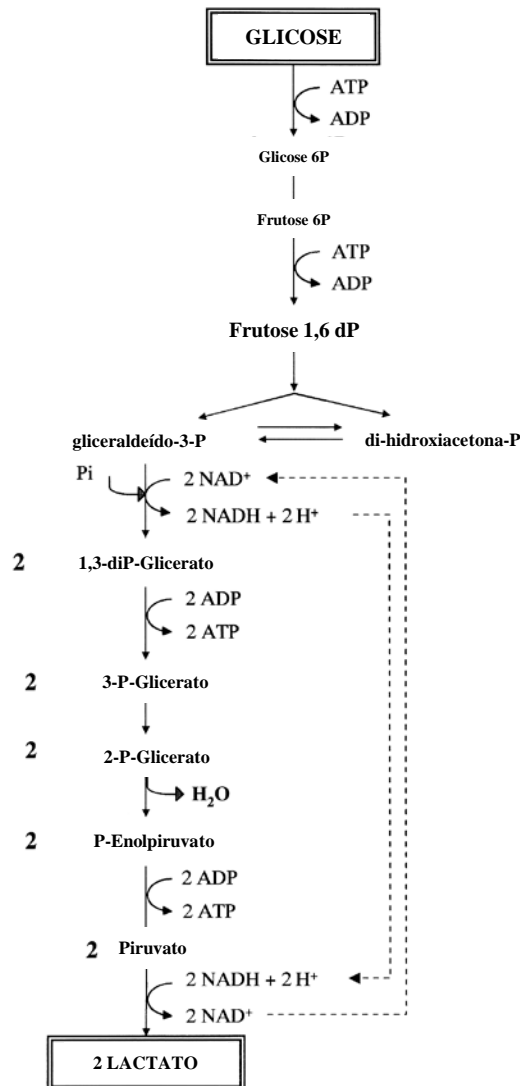 GLICOSE
ATP
ADP
Glicose 6P
Frutose 6P
ATP
ADP
Frutose 1,6 dP
gliceraldeído-3-P
di-hidroxiacetona-P
Pi
2 NAD⁺
2 NADH + 2 H⁺
2 1,3-diP-Glicerato
2 ADP
2 ATP
2 3-P-Glicerato
2 2-P-Glicerato
H₂O
2 P-Enolpiruvato
2 ADP
2 ATP
2 Piruvato
2 NADH + 2 H⁺
2 NAD⁺
2 LACTATO